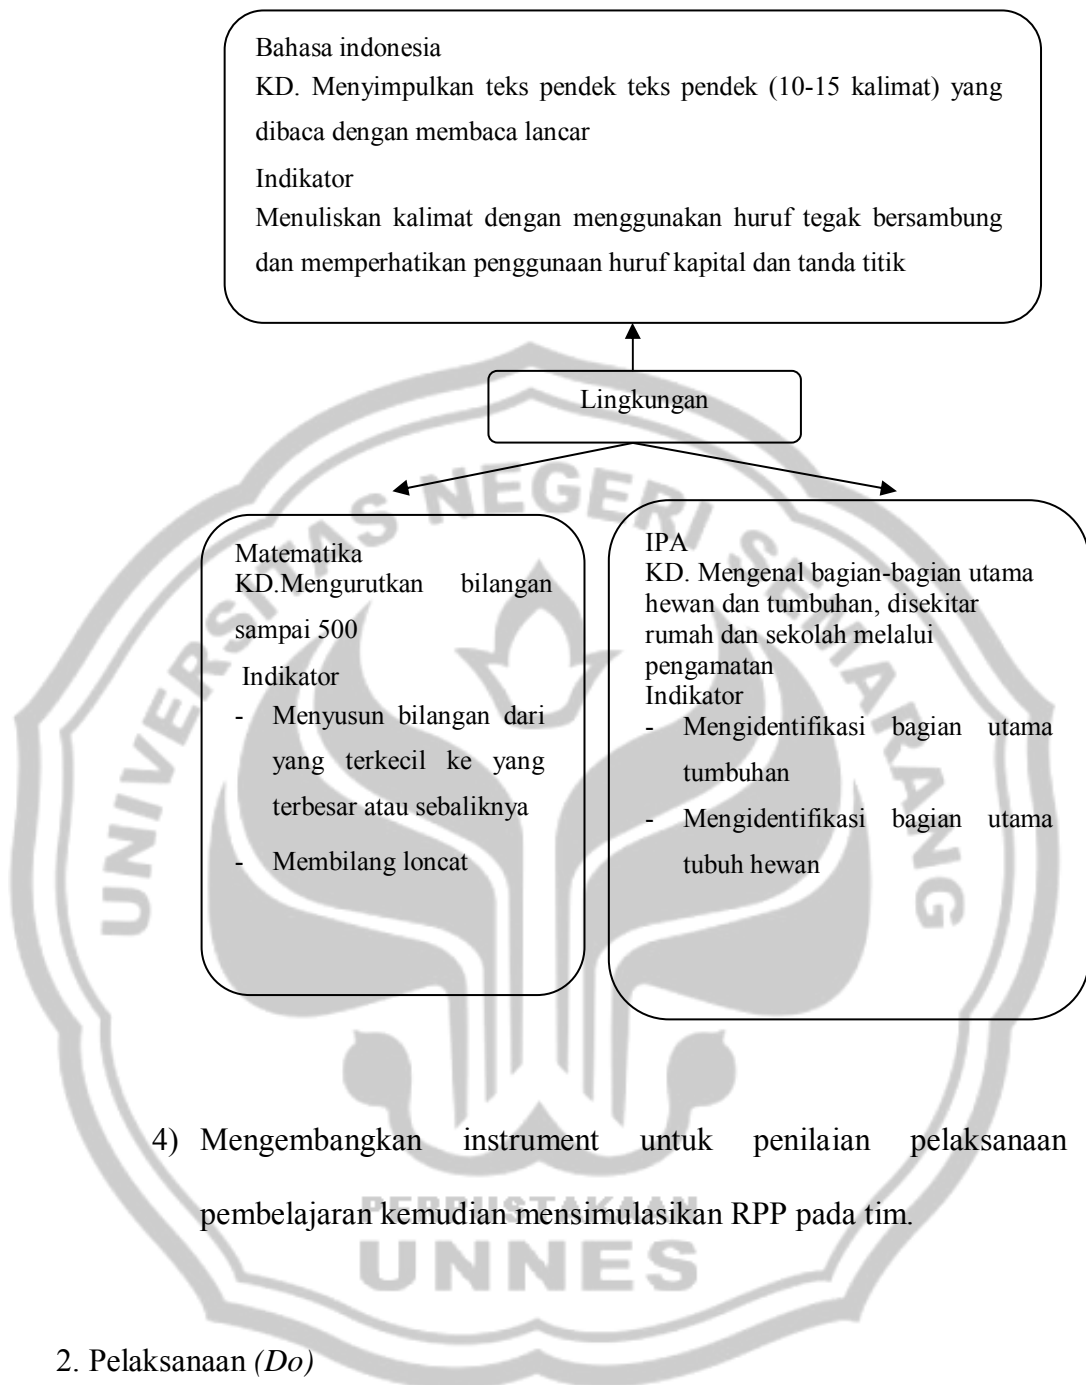 Bahasa indonesia
KD. Menyimpulkan teks pendek teks pendek (10-15 kalimat) yang
dibaca dengan membaca lancar
Indikator
Menuliskan kalimat dengan menggunakan huruf tegak bersambung
dan memperhatikan penggunaan huruf kapital dan tanda titik
Lingkungan
Matematika
KD.Mengurutkan bilangan
sampai 500
Indikator
- Menyusun bilangan dari
yang terkecil ke yang
terbesar atau sebaliknya
- Membilang loncat
IPA
KD. Mengenal bagian-bagian utama
hewan dan tumbuhan, disekitar
rumah dan sekolah melalui
pengamatan
Indikator
- Mengidentifikasi bagian utama
tumbuhan
- Mengidentifikasi bagian utama
tubuh hewan
UNIVERSITAS NEGERI SEMARANG
4) Mengembangkan instrument untuk penilaian pelaksanaan
pembelajaran kemudian mensimulasikan RPP pada tim.
PERPUSTAKAAN
UNNES
2. Pelaksanaan (Do)